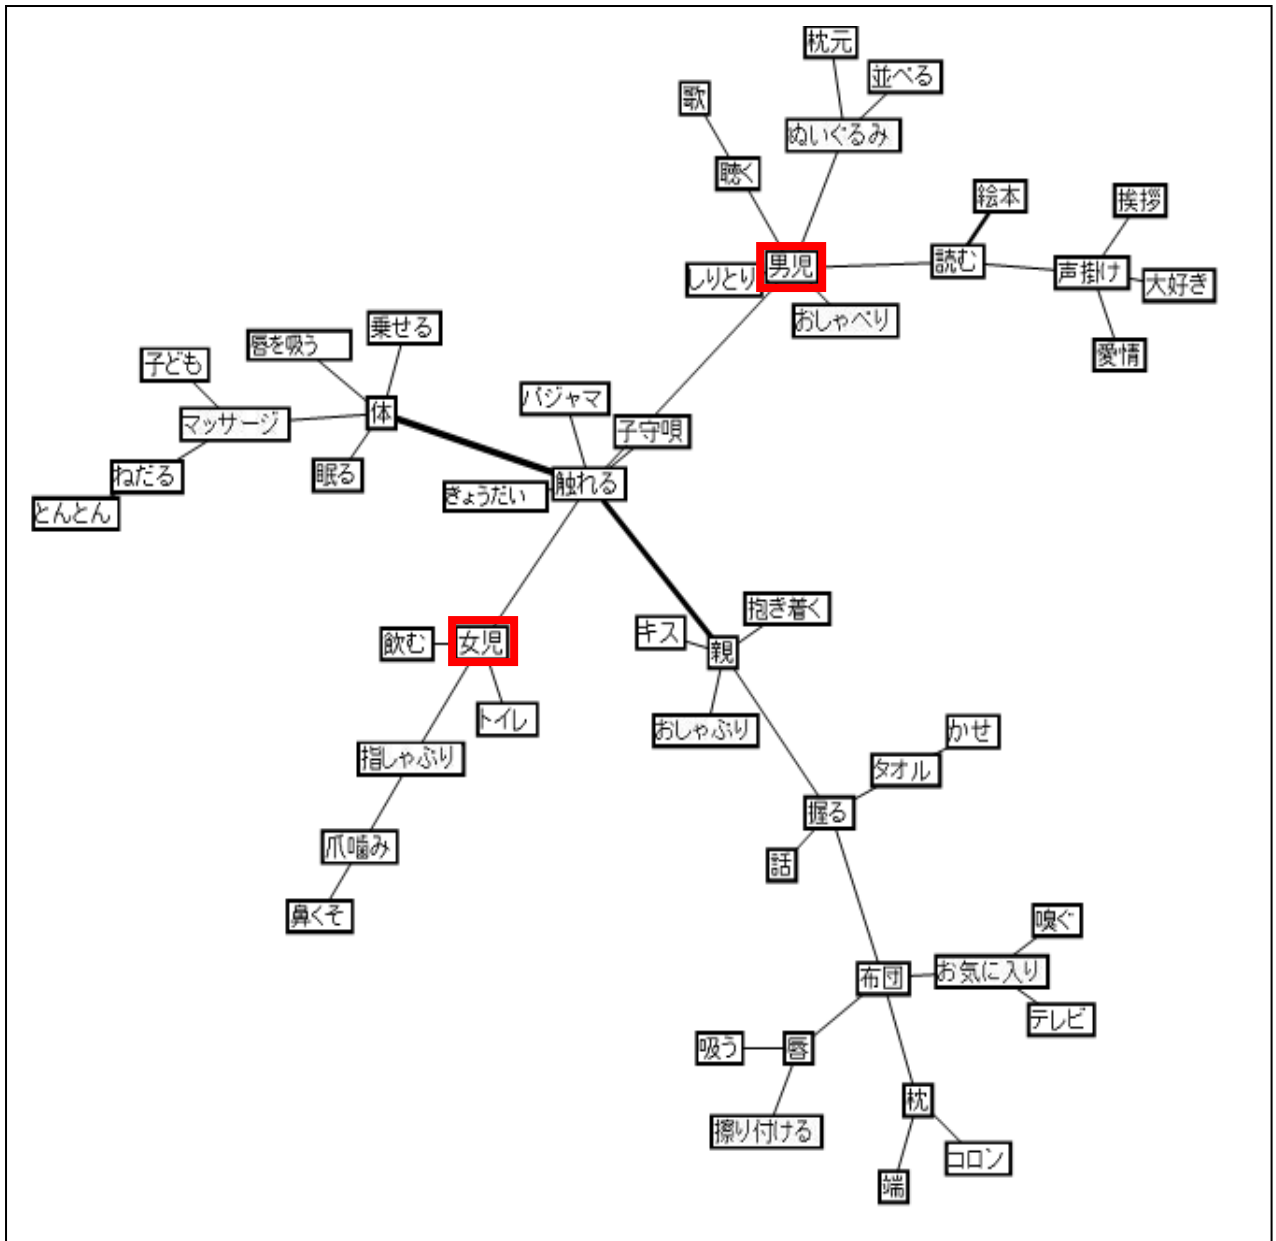 枕元
並べる
歌
ぬいぐるみ
聴く
絵本
挨拶
男児
読む
声掛け
しりとり
大好き
おしゃべり
乗せる
唇を吸う
子ども
愛情
体
パジャマ
マッサージ
子守唄
眠る
ねだる
触れる
きょうだい
とんとん
抱き着く
キス
飲む
女児
親
トイレ
おしゃぶり
かせ
指しゃぶり
タオル
握る
爪噛み
話
鼻くそ
嗅ぐ
布団
お気に入り
テレビ
吸う
唇
枕
擦り付ける
コロン
端